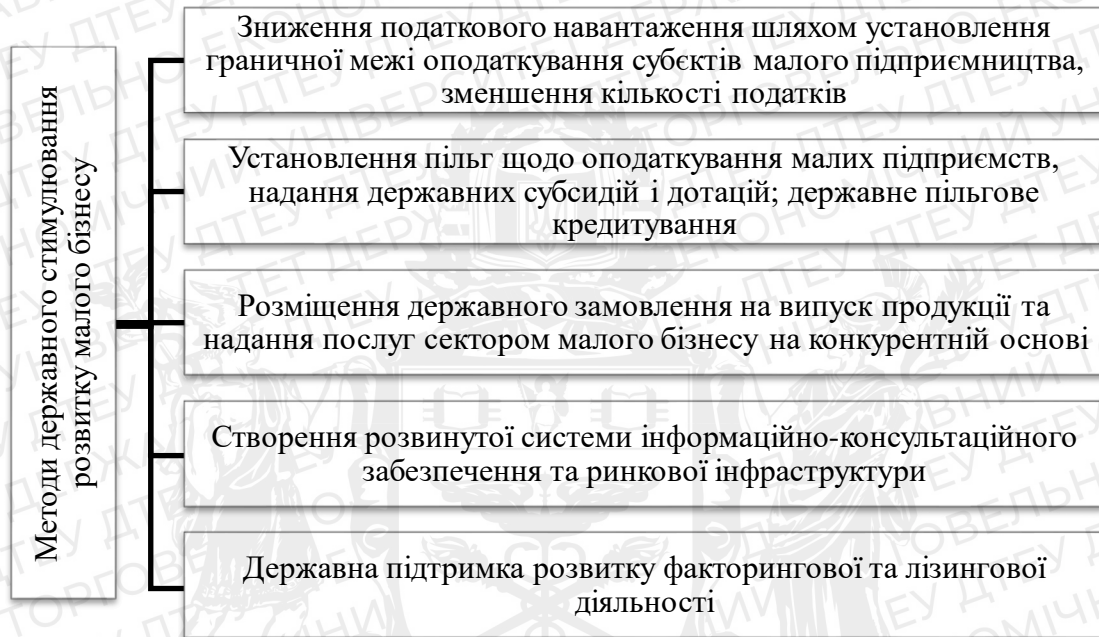 Методи державного стимулювання
розвитку малого бізнесу
Зниження податкового навантаження шляхом установлення
граничної межі оподаткування субєктів малого підприємництва,
зменшення кількості податків
Установлення пільг щодо оподаткування малих підприємств,
надання державних субсидій і дотацій; державне пільгове
кредитування
Розміщення державного замовлення на випуск продукції та
надання послуг сектором малого бізнесу на конкурентній основі
Створення розвинутої системи інформаційно-консультаційного
забезпечення та ринкової інфраструктури
Державна підтримка розвитку факторингової та лізингової
діяльності